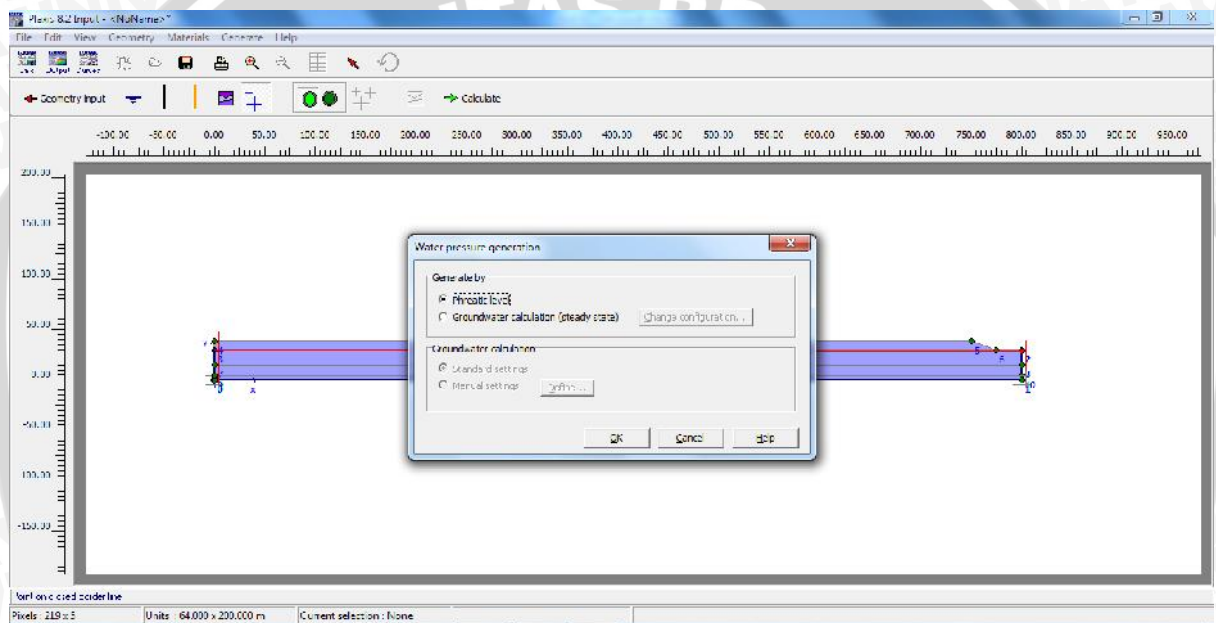 Plaxis 8.2 Input - <NoName>*
File Edit View Geometry Materials Generate Help
Output Curves
Geometry Input Calculate
-100.00 -50.00 0.00 50.00 100.00 150.00 200.00 250.00 300.00 350.00 400.00 450.00 500.00 550.00 600.00 650.00 700.00 750.00 800.00 850.00 900.00 950.00
200.00
150.00
100.00
50.00
0.00
-50.00
-100.00
-150.00
Water pressure generation
Generate by
Phreatic level
Groundwater calculation (steady state) Change configuration...
Groundwater calculation
Standard settings
Manual settings Define...
OK Cancel Help
x
5
6
Point on closed borderline
Pixels : 219 x 5 Units : 64.000 x 200.000 m Current selection : None